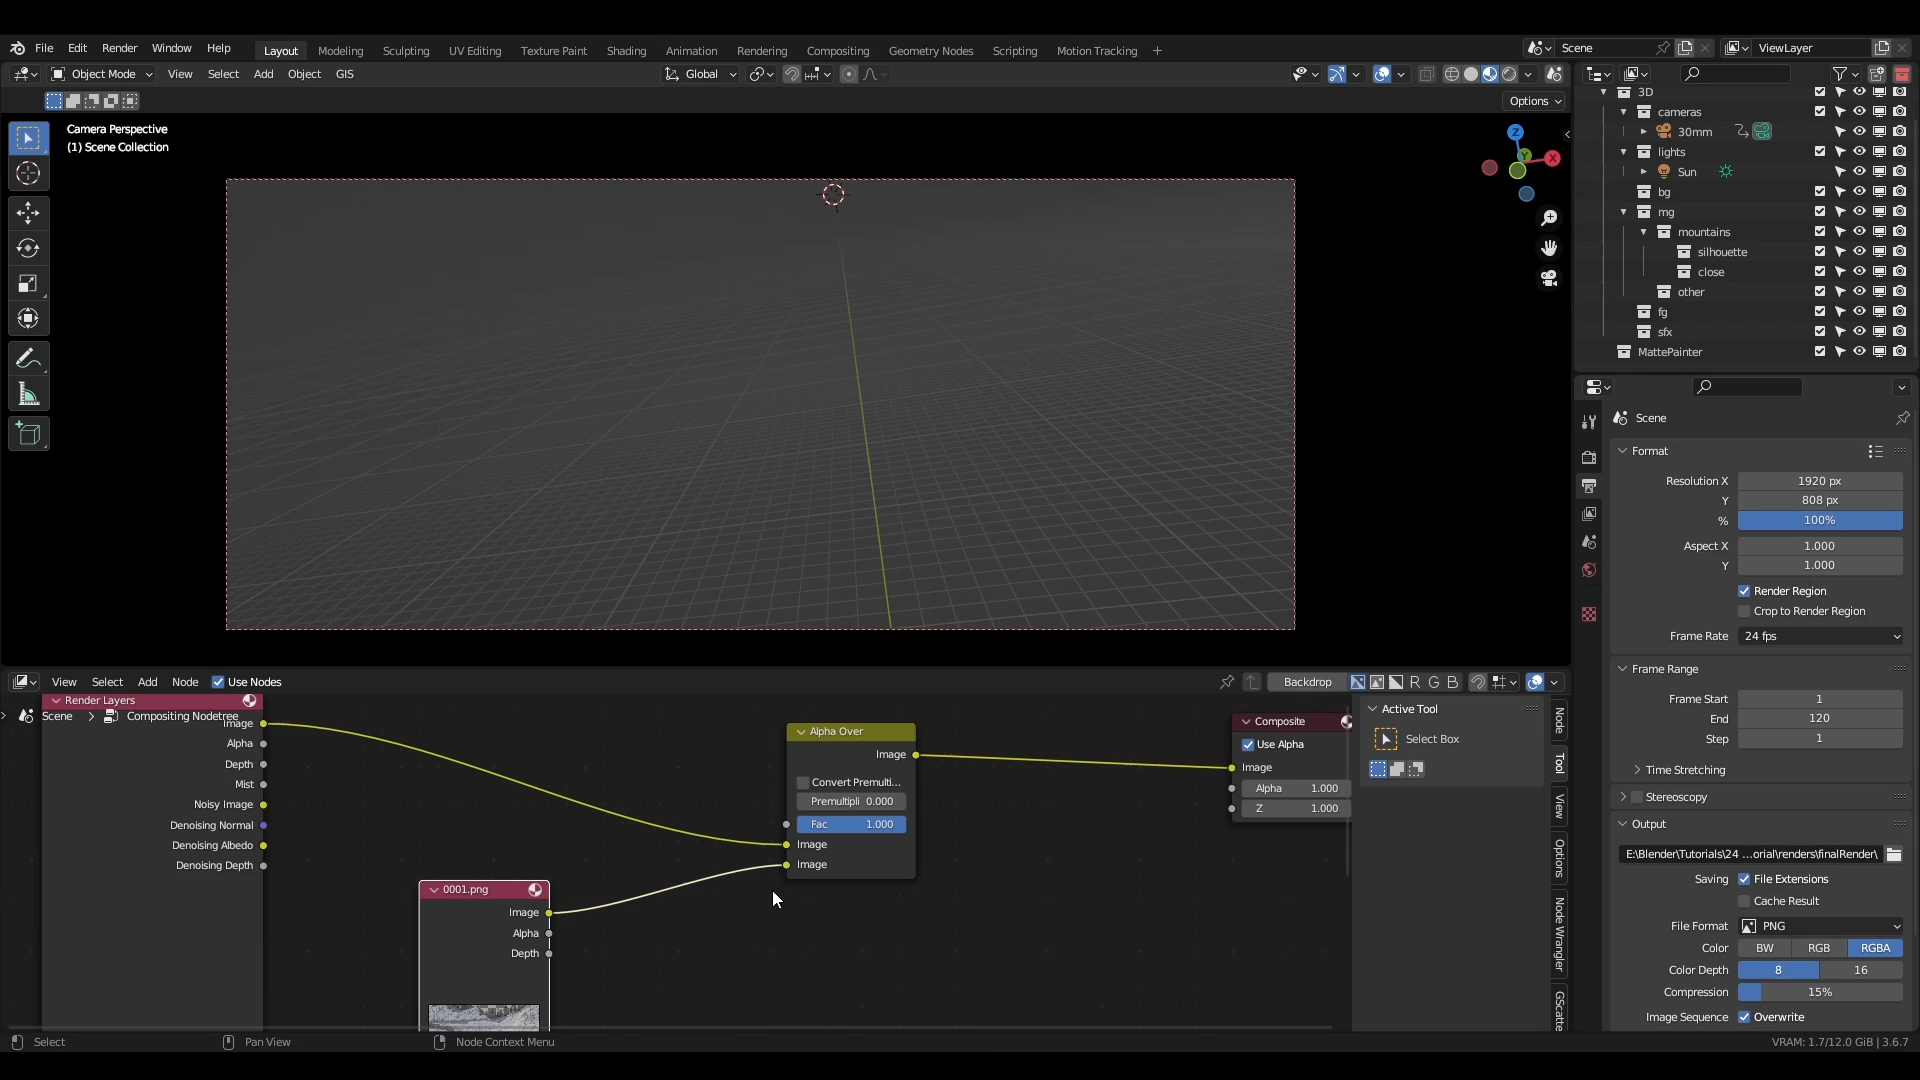 File Edit Render Window Help
Layout Modeling Sculpting UV Editing Texture Paint Shading Animation Rendering Compositing Geometry Nodes Scripting Motion Tracking +
Scene
ViewLayer
Object Mode View Select Add Object GIS
Global
Options
Camera Perspective
(1) Scene Collection
Z
Y
X
3D
cameras
30mm
lights
Sun
bg
mg
mountains
silhouette
close
other
fg
sfx
MattePainter
Scene
Format
Resolution X 1920 px
Y 808 px
% 100%
Aspect X 1.000
Y 1.000
Render Region
Crop to Render Region
Frame Rate 24 fps
Frame Range
Frame Start 1
End 120
Step 1
Time Stretching
Stereoscopy
Output
E:\Blender\Tutorials\24 ...orial\renders\finalRender\
Saving File Extensions
Cache Result
File Format PNG
Color BW RGB RGBA
Color Depth 8 16
Compression 15%
Image Sequence Overwrite
View Select Add Node Use Nodes
Backdrop R G B
Render Layers
Scene > Compositing Nodetree
Image
Alpha
Depth
Mist
Noisy Image
Denoising Normal
Denoising Albedo
Denoising Depth
0001.png
Image
Alpha
Depth
Alpha Over
Image
Convert Premulti...
Premultipli 0.000
Fac 1.000
Image
Image
Composite
Use Alpha
Image
Alpha 1.000
Z 1.000
Active Tool
Select Box
Node
Tool
View
Options
Node Wrangler
GScatte
Select Pan View Node Context Menu
VRAM: 1.7/12.0 GiB | 3.6.7